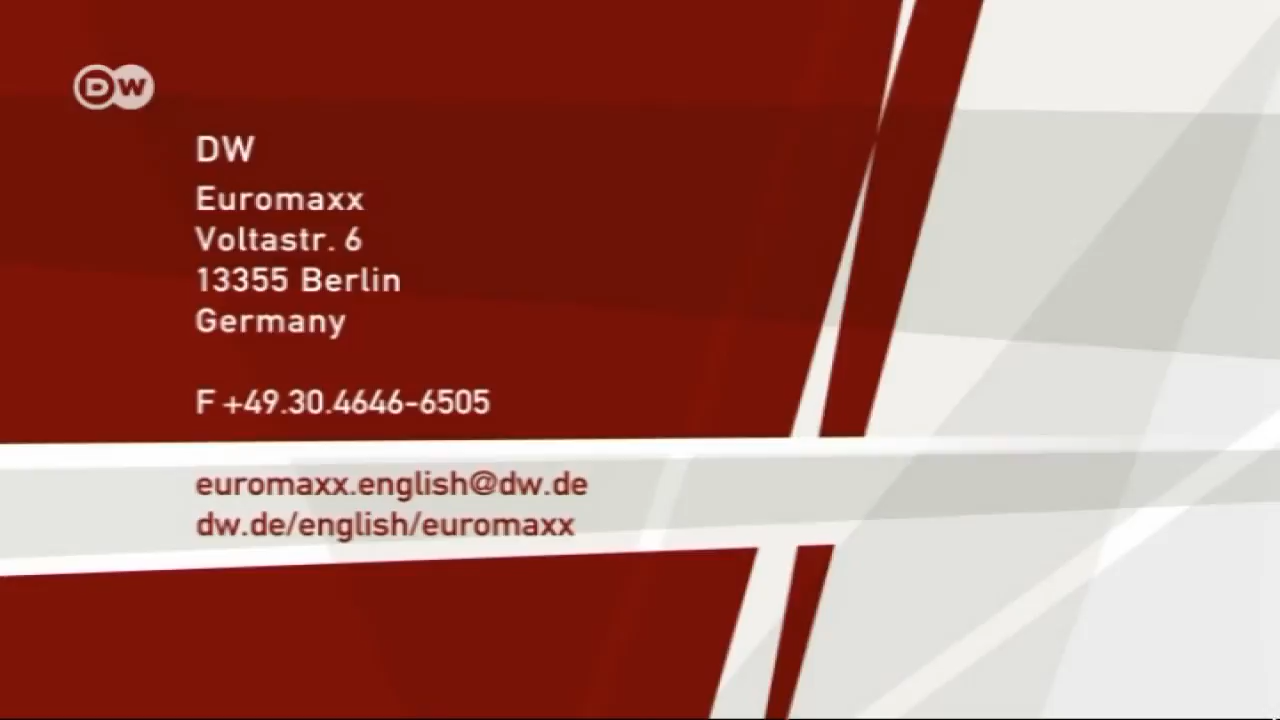 DW
DW
Euromaxx
Voltastr. 6
13355 Berlin
Germany
F +49.30.4646-6505
euromaxx.english@dw.de
dw.de/english/euromaxx